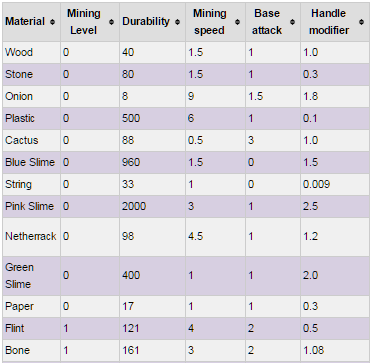 Material Mining Level Durability Mining speed Base attack Handle modifier
Wood 0 40 1.5 1 1.0
Stone 0 80 1.5 1 0.3
Onion 0 8 9 1.5 1.8
Plastic 0 500 6 1 0.1
Cactus 0 88 0.5 3 1.0
Blue Slime 0 960 1.5 0 1.5
String 0 33 1 0 0.009
Pink Slime 0 2000 3 1 2.5
Netherrack 0 98 4.5 1 1.2
Green Slime 0 400 1 1 2.0
Paper 0 17 1 1 0.3
Flint 1 121 4 2 0.5
Bone 1 161 3 2 1.08